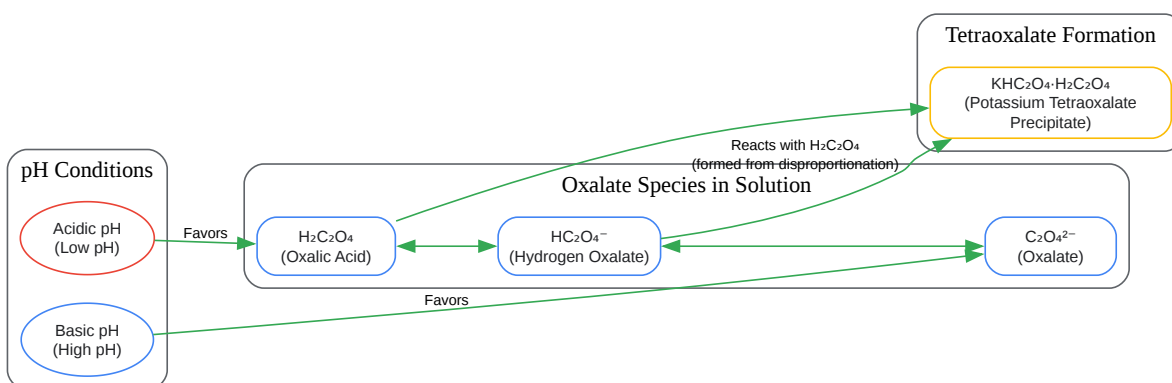 Tetraoxalate Formation
KHC₂O₄·H₂C₂O₄
(Potassium Tetraoxalate
Precipitate)
Reacts with H₂C₂O₄
(formed from disproportionation)
pH Conditions
Oxalate Species in Solution
Acidic pH
(Low pH)
Favors
H₂C₂O₄
(Oxalic Acid)
HC₂O₄⁻
(Hydrogen Oxalate)
C₂O₄²⁻
(Oxalate)
Basic pH
(High pH)
Favors